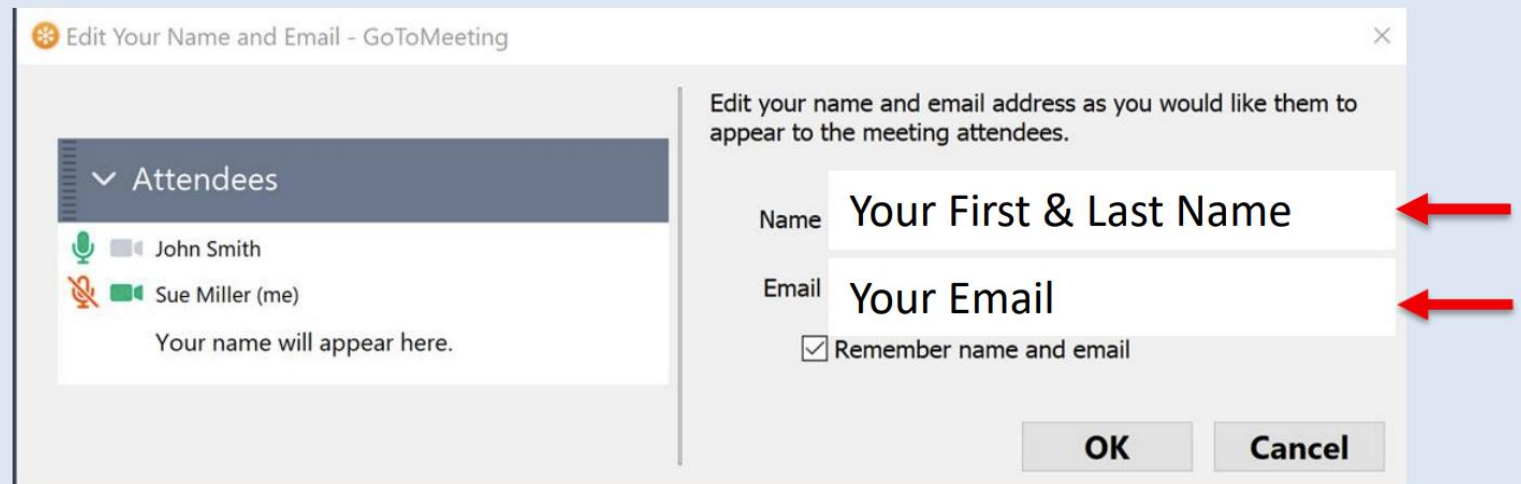 Edit Your Name and Email - GoToMeeting
Attendees
John Smith
Sue Miller (me)
Your name will appear here.
Edit your name and email address as you would like them to
appear to the meeting attendees.
Name Your First & Last Name
Email Your Email
Remember name and email
OK Cancel